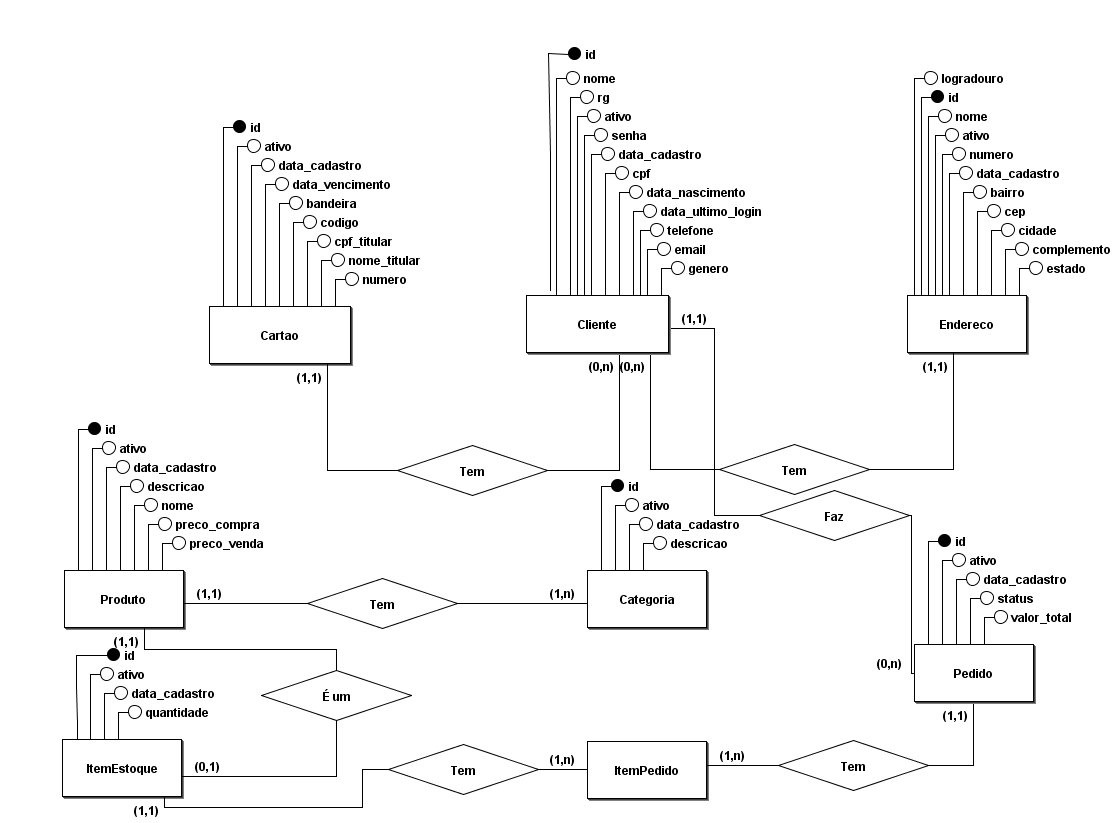 id
nome
rg
ativo
senha
data_cadastro
cpf
data_nascimento
data_ultimo_login
telefone
email
genero
Cliente
(1,1)
(0,n)
(0,n)
logradouro
id
nome
ativo
numero
data_cadastro
bairro
cep
cidade
complemento
estado
Endereco
(1,1)
id
ativo
data_cadastro
data_vencimento
bandeira
codigo
cpf_titular
nome_titular
numero
Cartao
(1,1)
Tem
Tem
Faz
id
ativo
data_cadastro
descricao
nome
preco_compra
preco_venda
Produto
(1,1)
(1,1)
Tem
(1,n)
id
ativo
data_cadastro
descricao
Categoria
id
ativo
data_cadastro
status
valor_total
Pedido
(0,n)
(1,1)
id
ativo
data_cadastro
quantidade
ItemEstoque
(0,1)
(1,1)
É um
Tem
(1,n)
ItemPedido
(1,n)
Tem